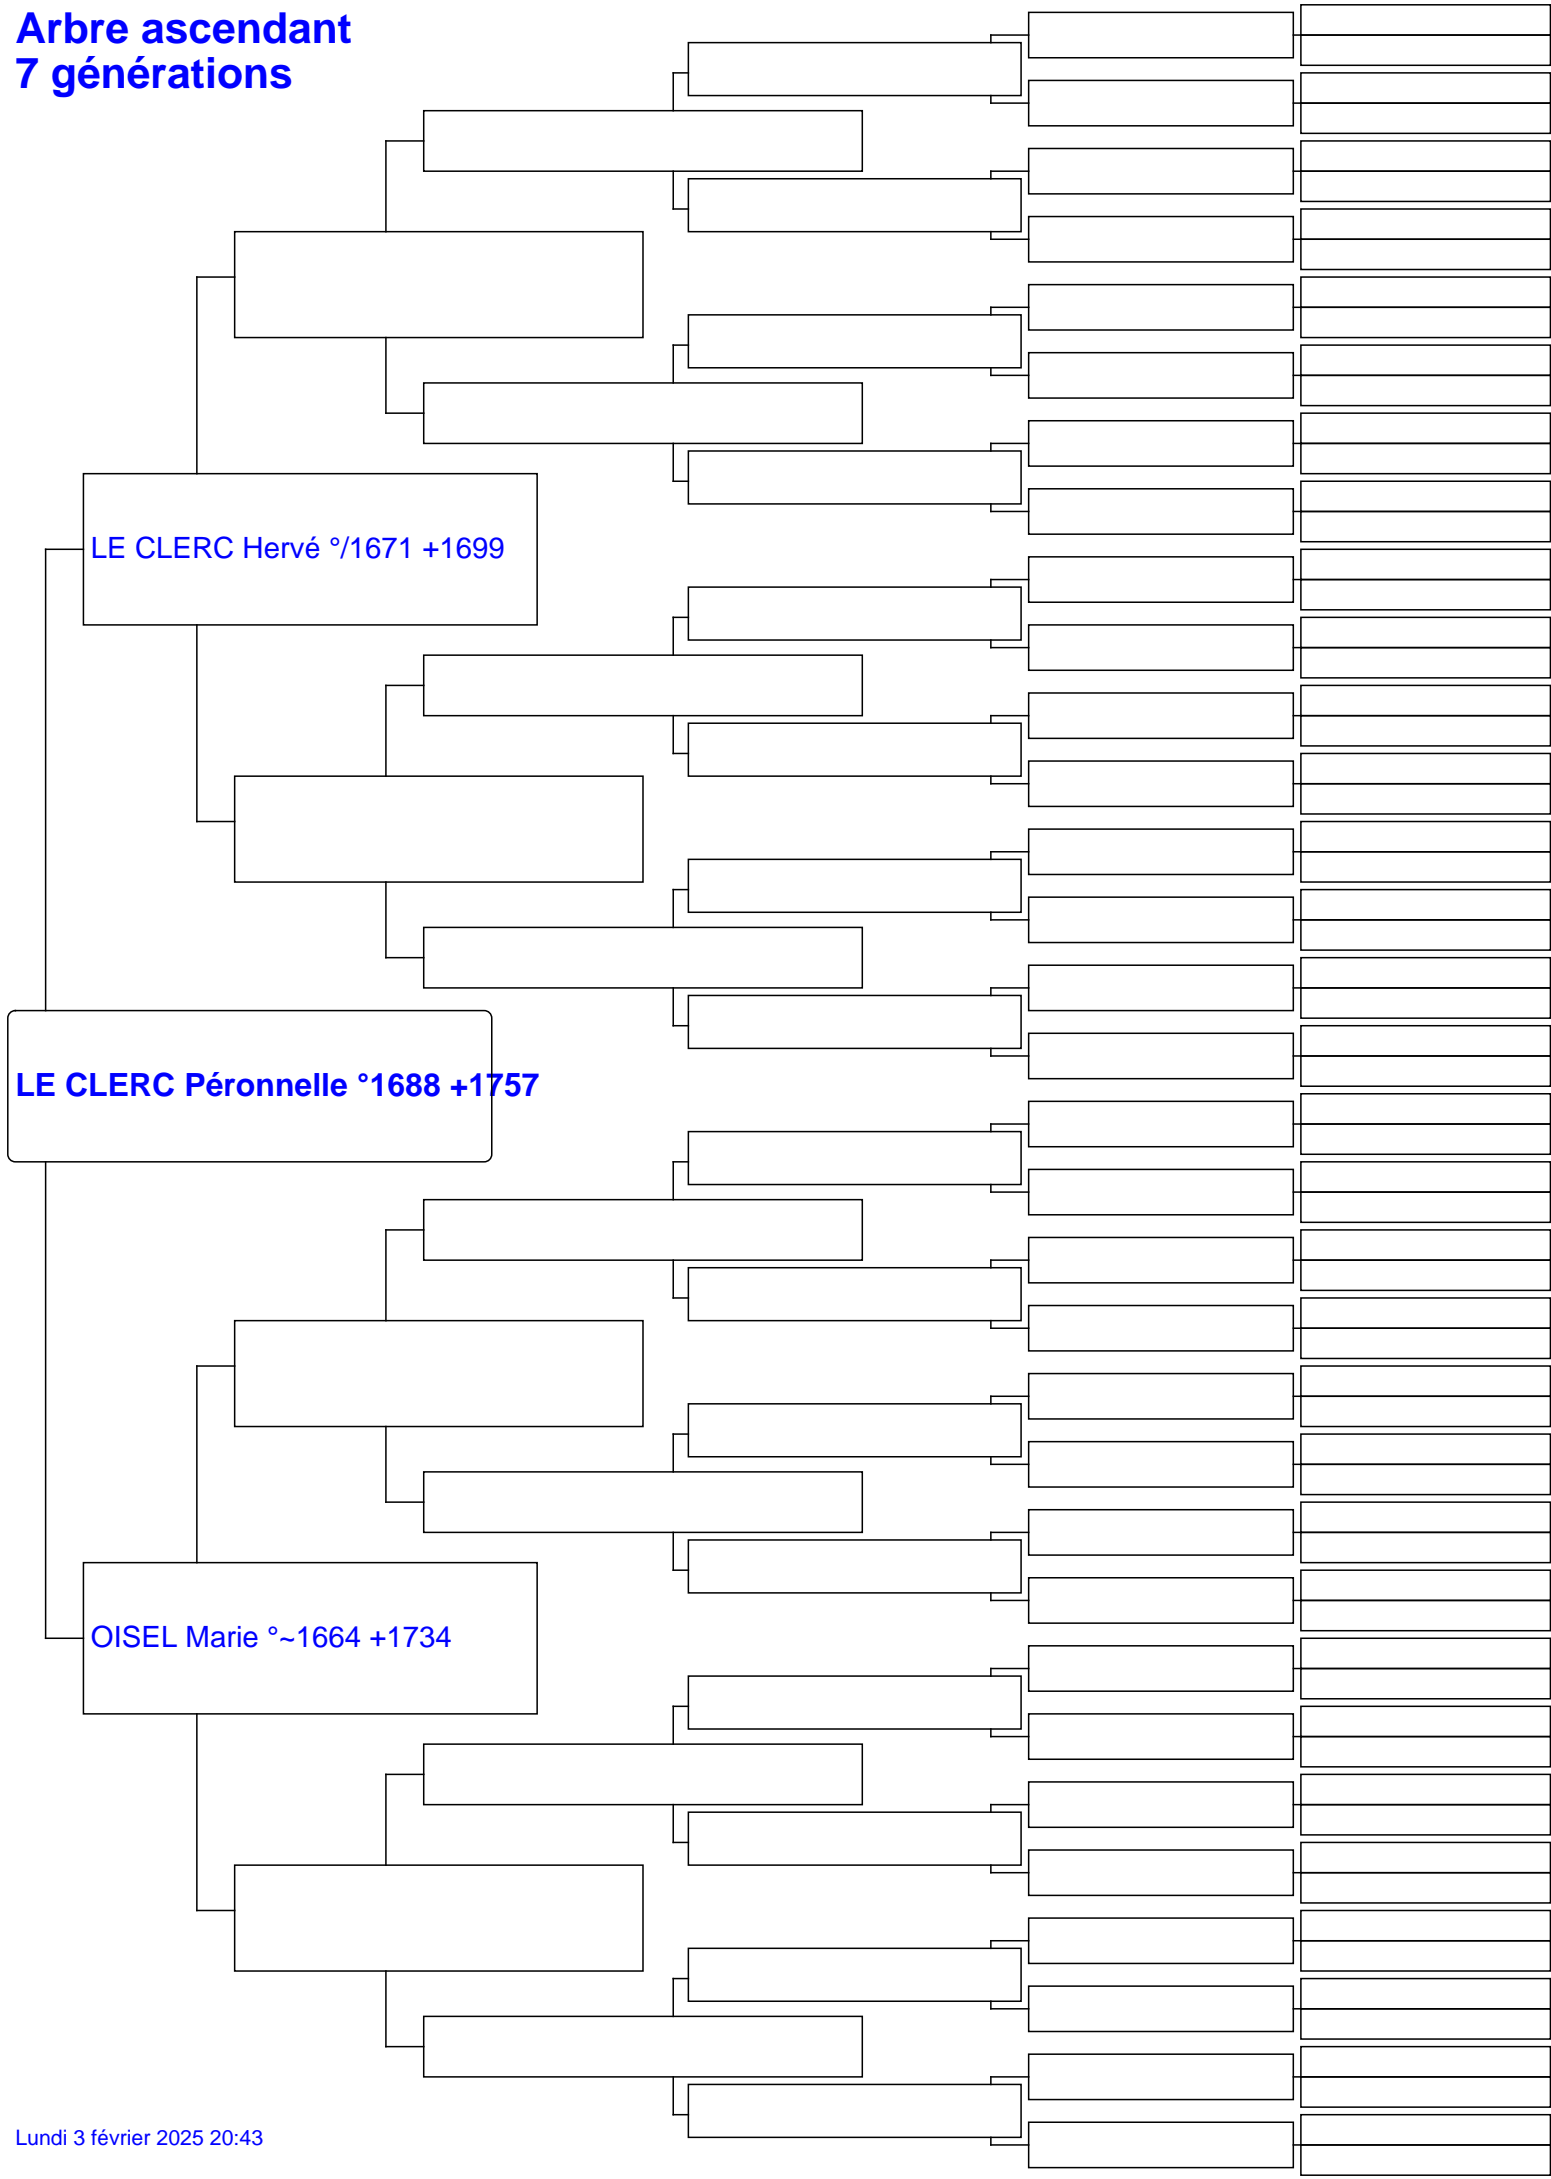 Arbre ascendant
7 générations
LE CLERC Hervé °/1671 +1699
LE CLERC Péronnelle °1688 +1757
OISEL Marie °~1664 +1734
Lundi 3 février 2025 20:43